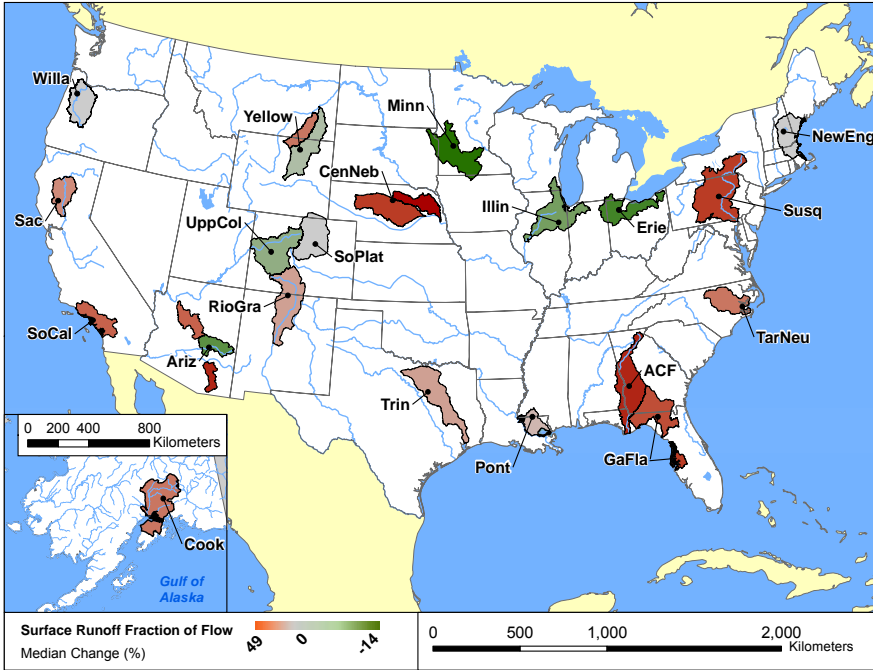 Willa
Minn
Yellow
NewEng
CenNeb
Illin
Susq
Sac
UppCol
Erie
SoPlat
RioGra
SoCal
TarNeu
Ariz
ACF
Trin
Pont
GaFla
0 200 400 800
Kilometers
Cook
Gulf of
Alaska
Surface Runoff Fraction of Flow
Median Change (%)
49 0 -14
0 500 1,000 2,000
Kilometers